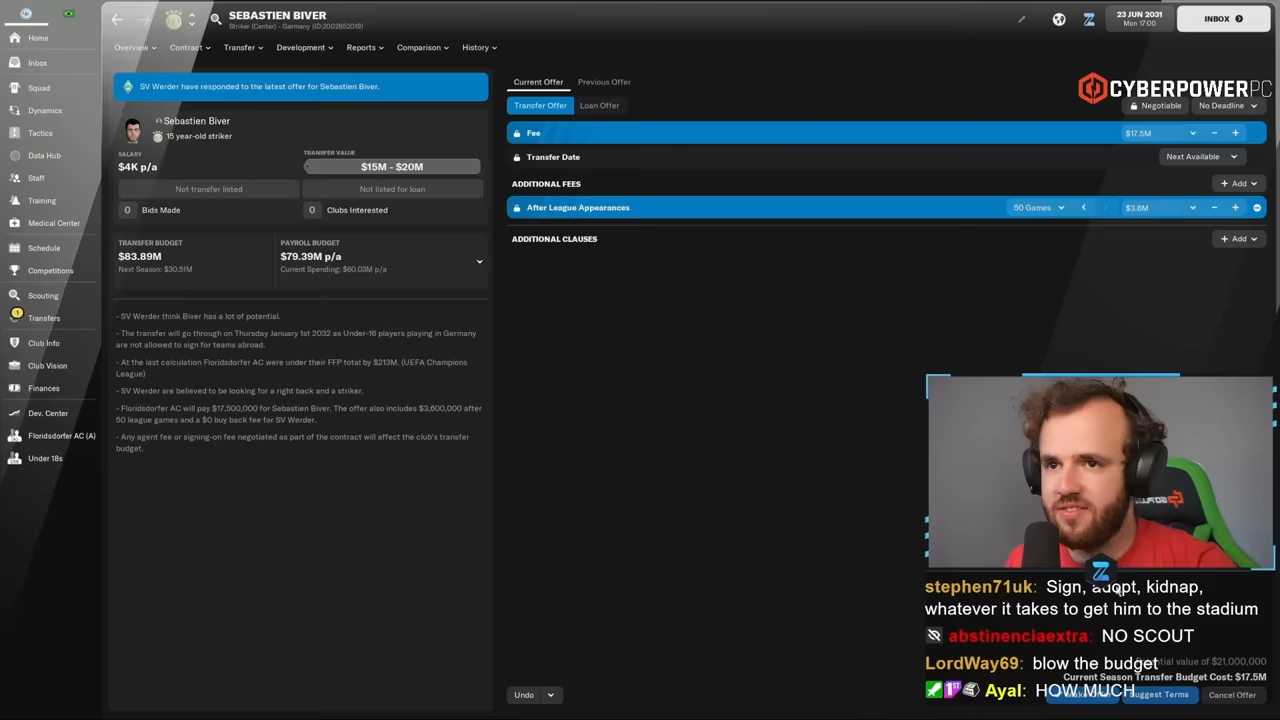 SEBASTIEN BIVER
Striker (Center) - Germany (ID:2002852019)
23 JUN 2031
Mon 17:00
INBOX
Overview
Contract
Transfer
Development
Reports
Comparison
History
Home
Inbox
Squad
Dynamics
Tactics
Data Hub
Staff
Training
Medical Center
Schedule
Competitions
Scouting
1
Transfers
Club Info
Club Vision
Finances
Dev. Center
Floridsdorfer AC (A)
Under 18s
SV Werder have responded to the latest offer for Sebastien Biver.
Sebastien Biver
15 year-old striker
SALARY
$4K p/a
TRANSFER VALUE
$15M - $20M
Not transfer listed
Not listed for loan
0 Bids Made
0 Clubs Interested
TRANSFER BUDGET
$83.89M
Next Season: $30.51M
PAYROLL BUDGET
$79.39M p/a
Current Spending: $60.03M p/a
- SV Werder think Biver has a lot of potential.
- The transfer will go through on Thursday January 1st 2032 as Under-16 players playing in Germany
are not allowed to sign for teams abroad.
- At the last calculation Floridsdorfer AC were under their FFP total by $213M. (UEFA Champions
League)
- SV Werder are believed to be looking for a right back and a striker.
- Floridsdorfer AC will pay $17,500,000 for Sebastien Biver. The offer also includes $3,600,000 after
50 league games and a $0 buy back fee for SV Werder.
- Any agent fee or signing-on fee negotiated as part of the contract will affect the club's transfer
budget.
Current Offer
Previous Offer
Transfer Offer
Loan Offer
CYBERPOWERPC
Negotiable
No Deadline
Fee
$17.5M
Transfer Date
Next Available
ADDITIONAL FEES
Add
After League Appearances
50 Games
$3.6M
ADDITIONAL CLAUSES
Add
stephen71uk: Sign, adopt, kidnap,
whatever it takes to get him to the stadium
abstinenciaextra: NO SCOUT
LordWay69: blow the budget
value of $21,000,000
Current Season Transfer Budget Cost: $17.5M
1ST Ayal: HOW MUCH
Undo
Suggest Terms
Cancel Offer